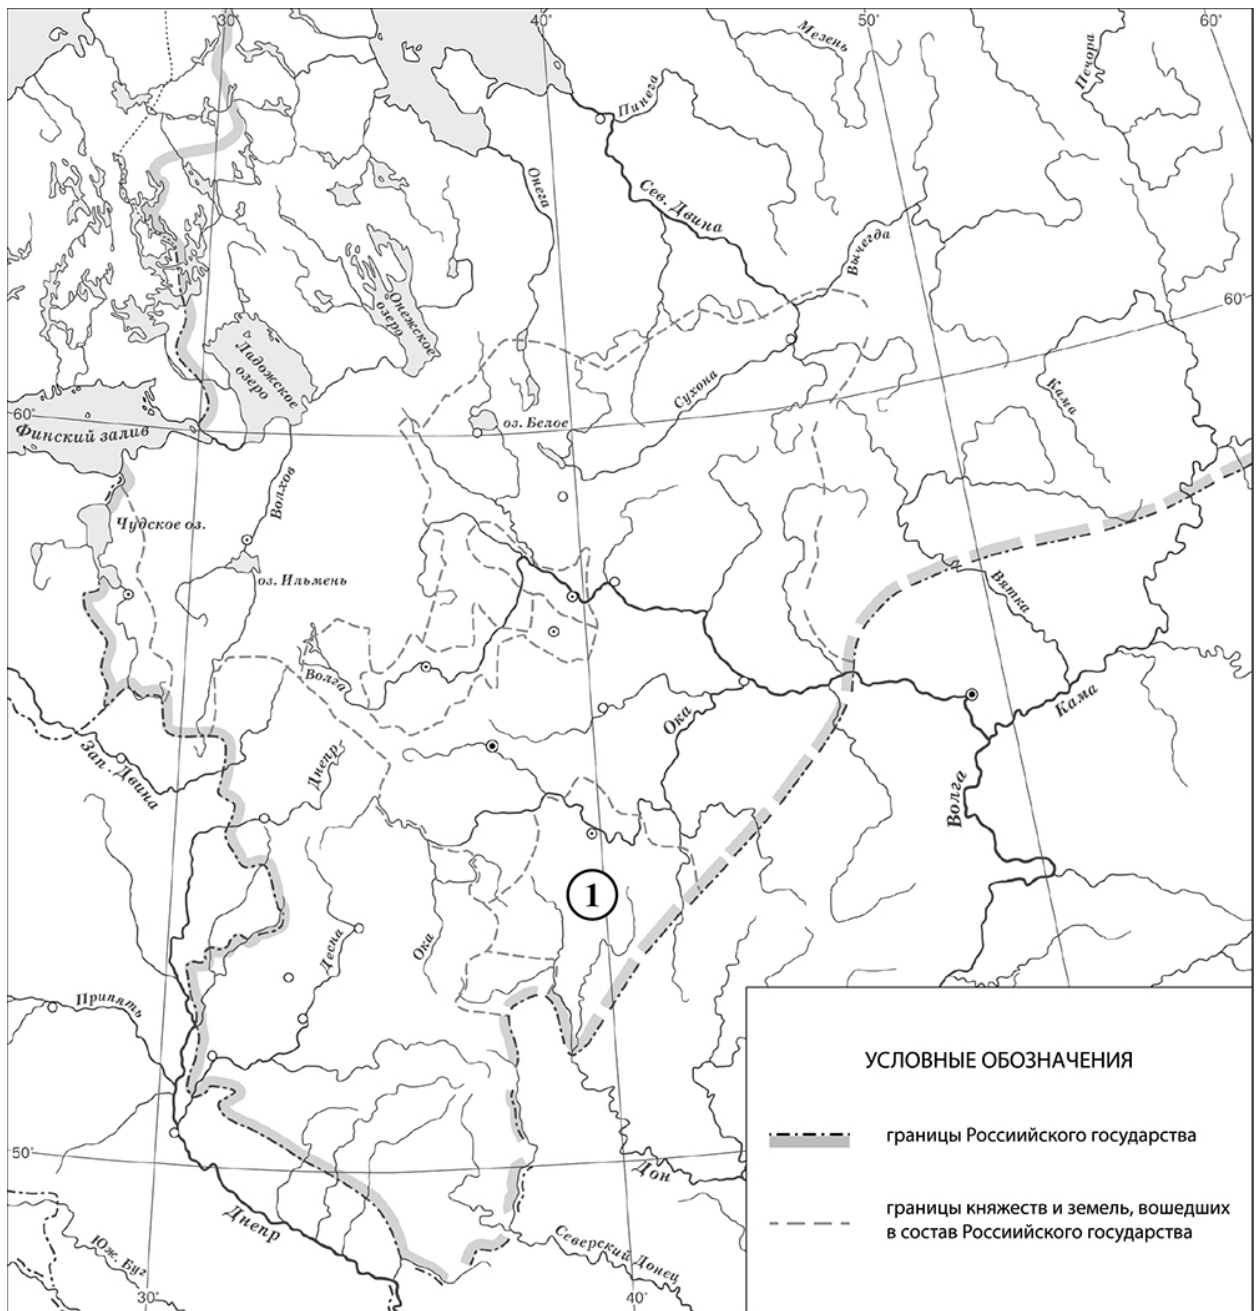 30°
40°
50°
60°
Мезень
Печора
Пинега
Онега
Сев. Двина
Вычегда
Онежское
озеро
60°
Ладожское
озеро
Сухона
Кама
60°
Финский залив
оз. Белое
Волхов
Чудское оз.
оз. Ильмень
Вятка
Волга
Ока
Кама
Зап. Двина
Днепр
Волга
1
Ока
Десна
Припять
УСЛОВНЫЕ ОБОЗНАЧЕНИЯ
границы Россиийского государства
50°
Дон
границы княжеств и земель, вошедших
в состав Россиийского государства
Днепр
Северский Донец
Юж. Буг
30°
40°